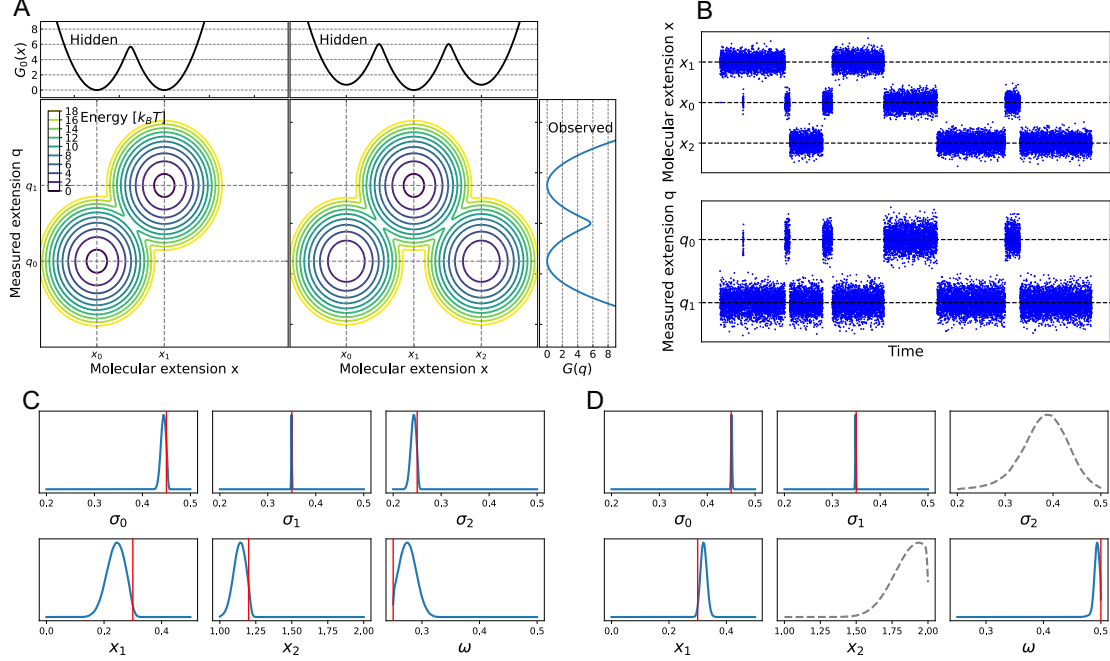 A
G₀(x)
8
6
4
2
0
Hidden
Hidden
Measured extension q
q₁
q₀
18
16
14
12
10
8
6
4
2
0
Energy [k_BT]
Observed
x₀ x₁
Molecular extension x
x₀ x₁ x₂
Molecular extension x
0 2 4 6 8
G(q)
B
Molecular extension x
x₁
x₀
x₂
Measured extension q
q₀
q₁
Time
C
0.2 0.3 0.4 0.5
σ₀
0.2 0.3 0.4 0.5
σ₁
0.2 0.3 0.4 0.5
σ₂
0.0 0.2 0.4
x₁
1.00 1.25 1.50 1.75 2.00
x₂
0.3 0.4 0.5
ω
D
0.2 0.3 0.4 0.5
σ₀
0.2 0.3 0.4 0.5
σ₁
0.2 0.3 0.4 0.5
σ₂
0.0 0.2 0.4
x₁
1.00 1.25 1.50 1.75 2.00
x₂
0.3 0.4 0.5
ω